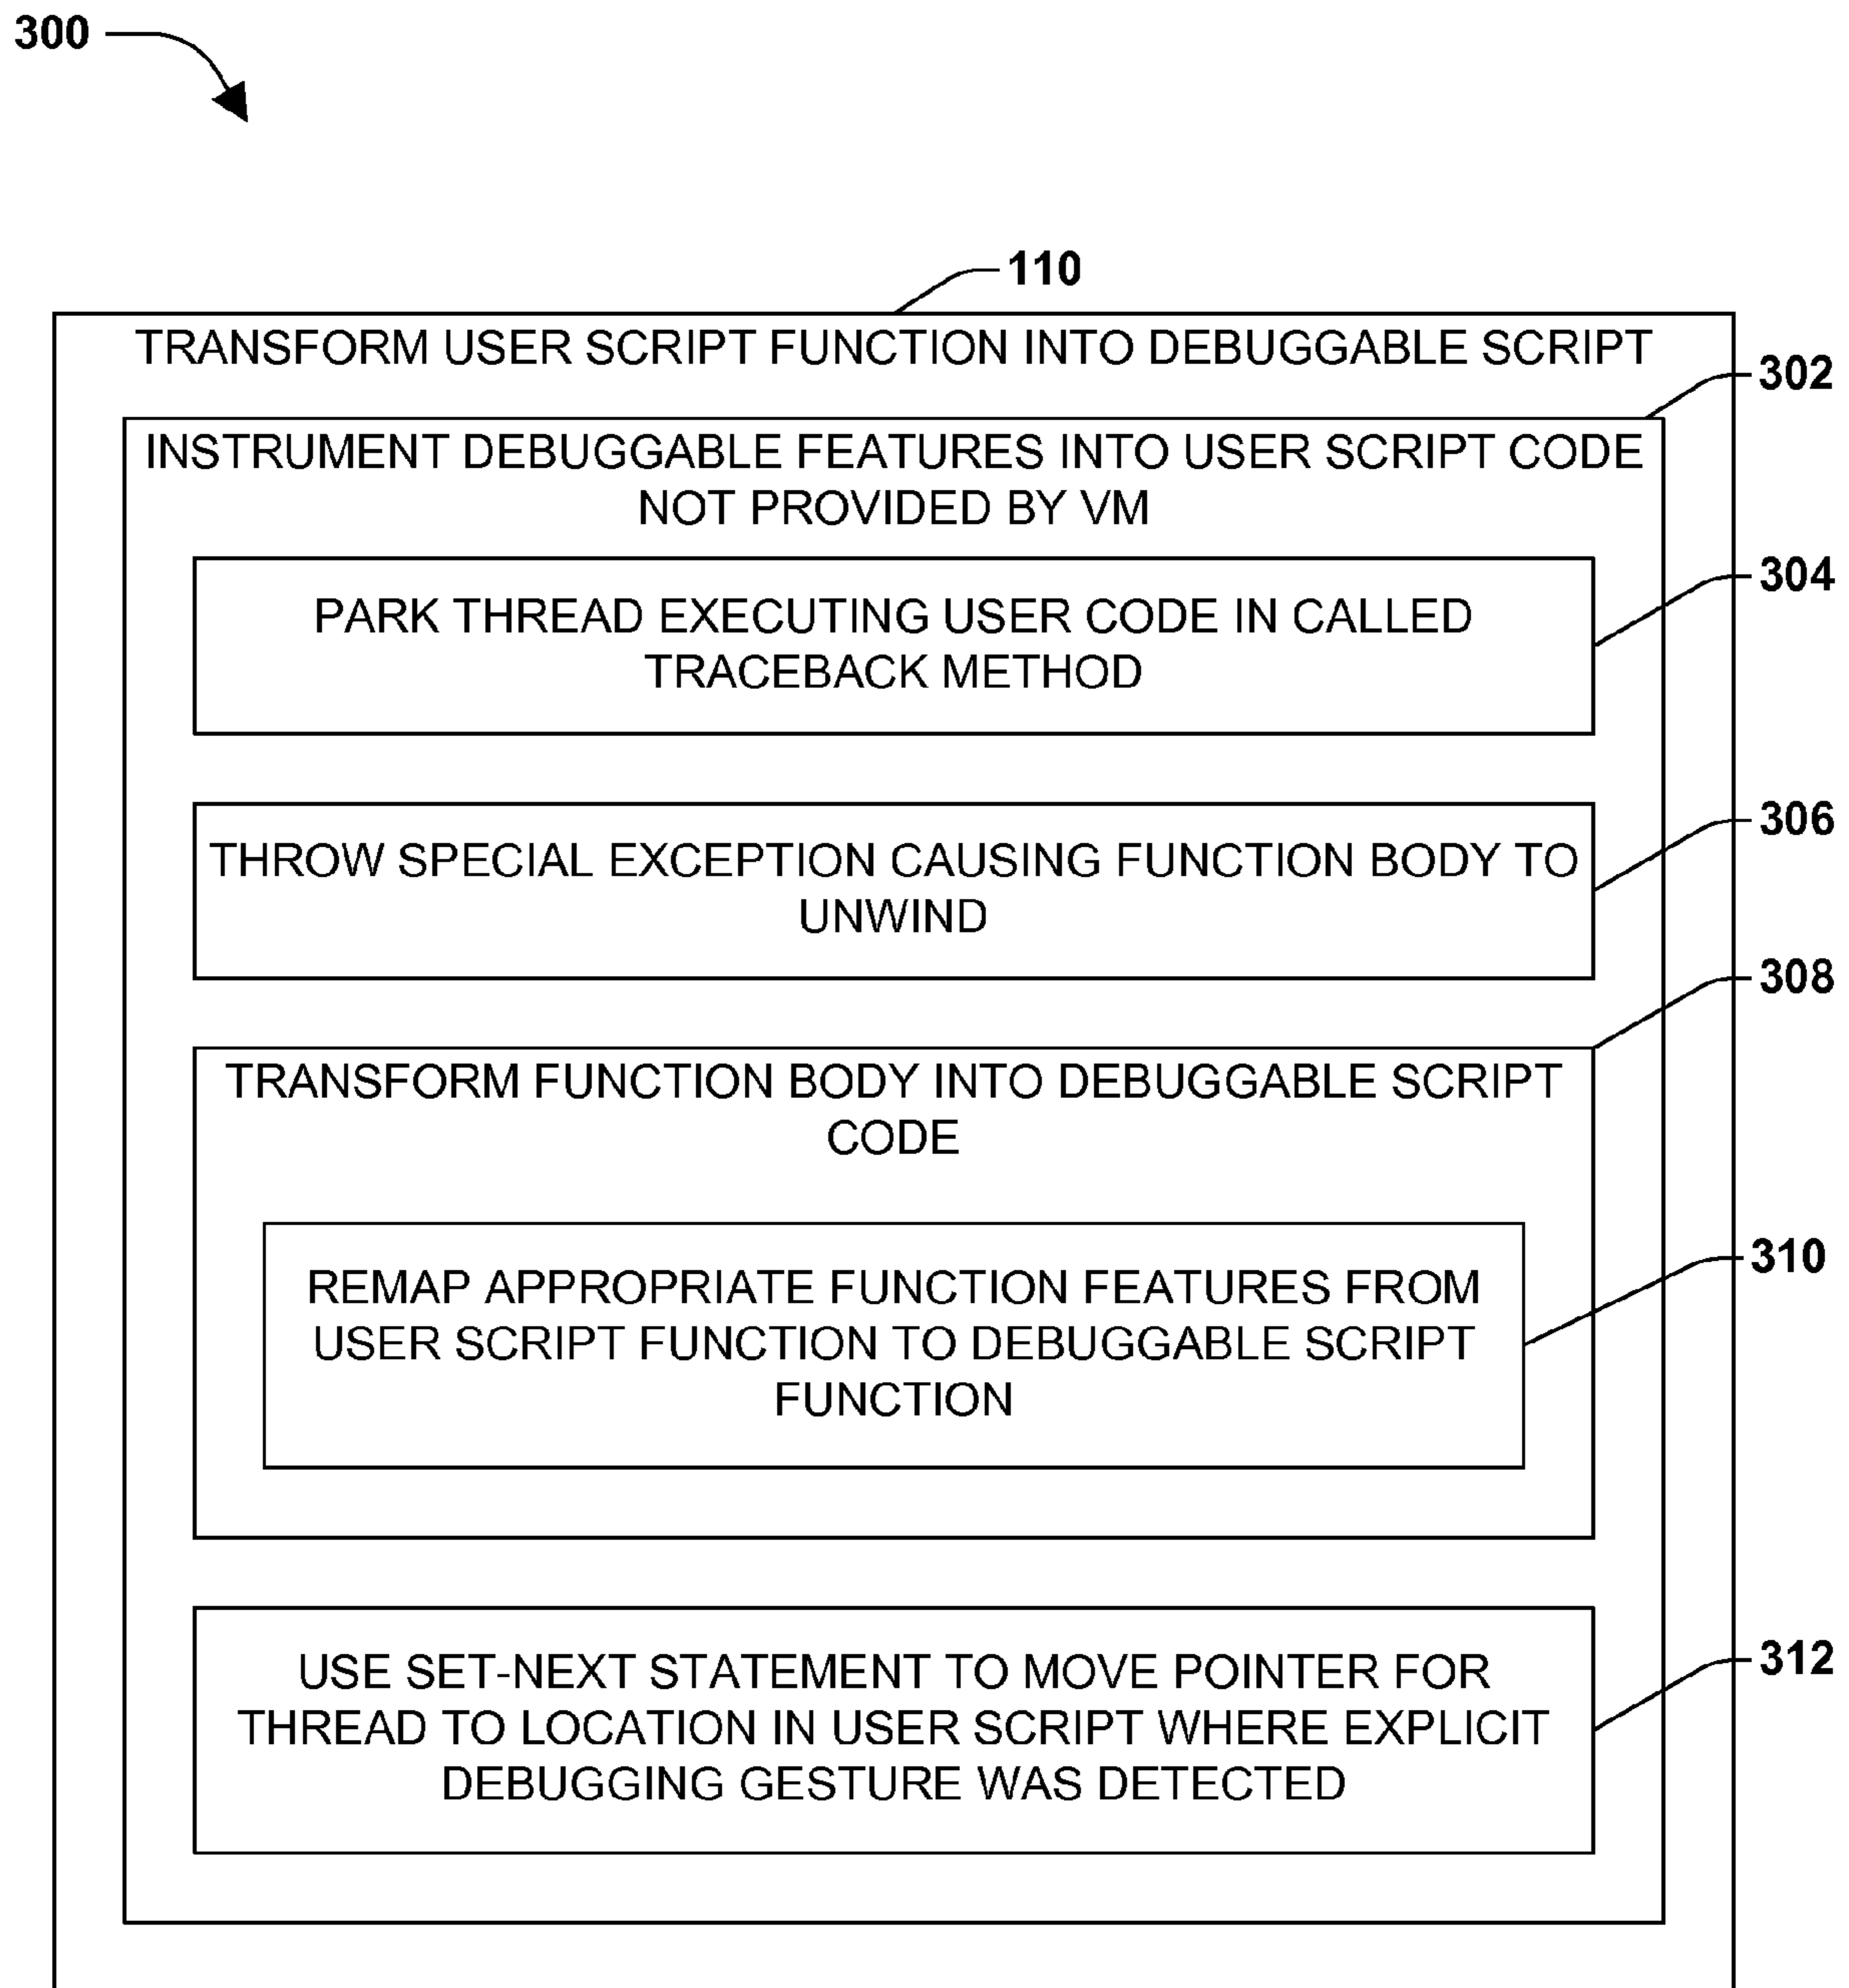 300
110
TRANSFORM USER SCRIPT FUNCTION INTO DEBUGGABLE SCRIPT
302
INSTRUMENT DEBUGGABLE FEATURES INTO USER SCRIPT CODE
NOT PROVIDED BY VM
304
PARK THREAD EXECUTING USER CODE IN CALLED
TRACEBACK METHOD
306
THROW SPECIAL EXCEPTION CAUSING FUNCTION BODY TO
UNWIND
308
TRANSFORM FUNCTION BODY INTO DEBUGGABLE SCRIPT
CODE
310
REMAP APPROPRIATE FUNCTION FEATURES FROM
USER SCRIPT FUNCTION TO DEBUGGABLE SCRIPT
FUNCTION
312
USE SET-NEXT STATEMENT TO MOVE POINTER FOR
THREAD TO LOCATION IN USER SCRIPT WHERE EXPLICIT
DEBUGGING GESTURE WAS DETECTED